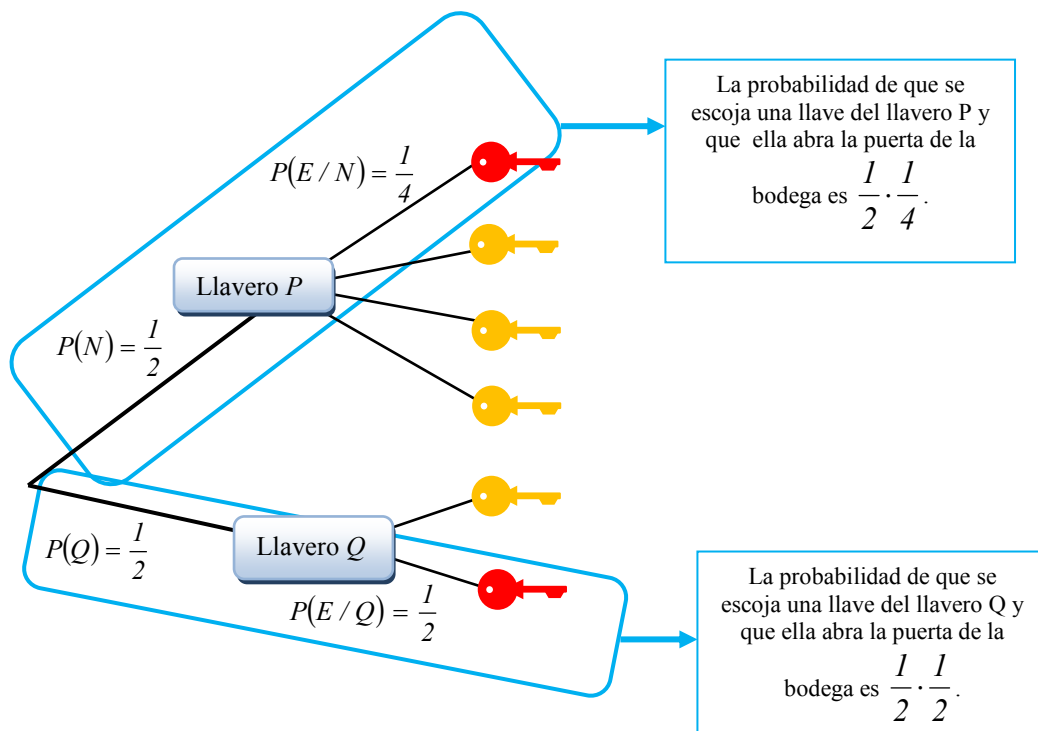 La probabilidad de que se
escoja una llave del llavero P y
que ella abra la puerta de la
bodega es 1/2 · 1/4 .
P(E / N) = 1/4
Llavero P
P(N) = 1/2
P(Q) = 1/2
Llavero Q
P(E / Q) = 1/2
La probabilidad de que se
escoja una llave del llavero Q y
que ella abra la puerta de la
bodega es 1/2 · 1/2 .